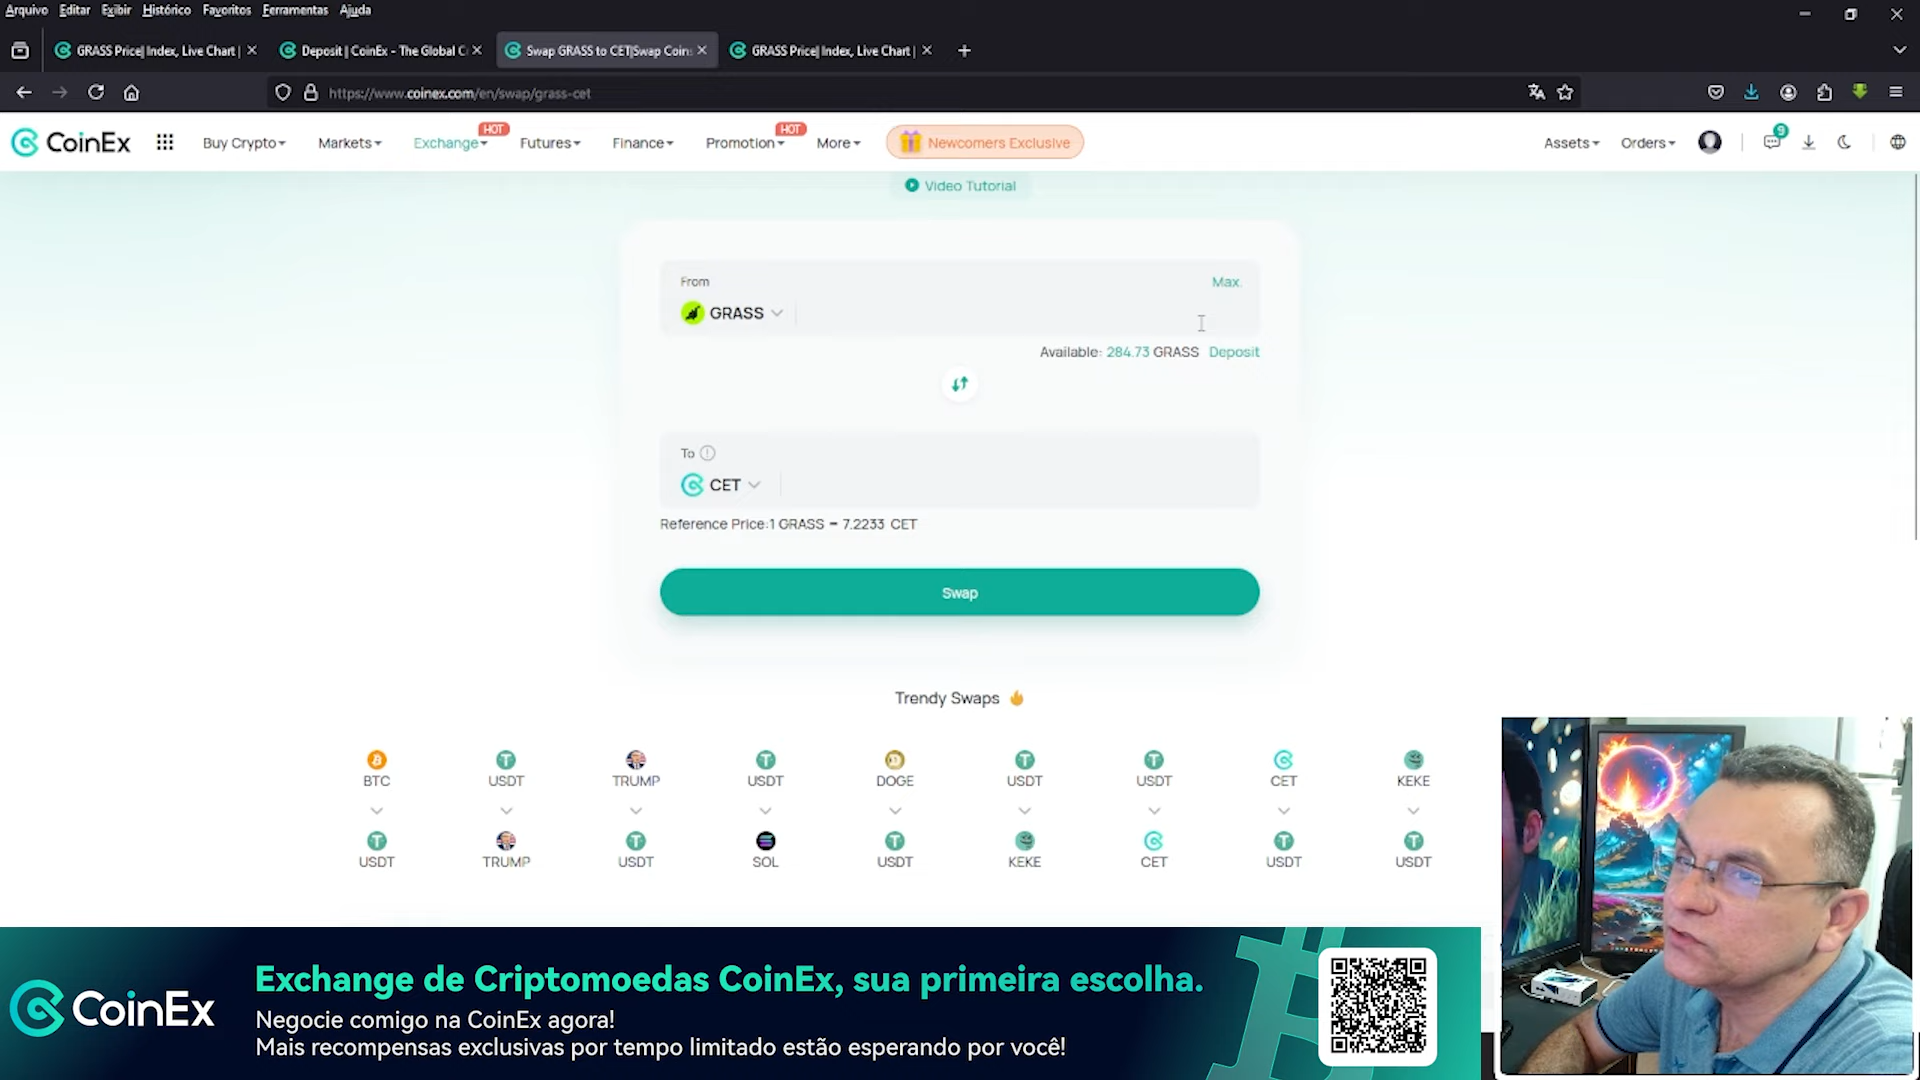 Arquivo Editar Exibir Histórico Favoritos Ferramentas Ajuda
GRASS Price| Index, Live Chart |
Deposit | CoinEx - The Global C
Swap GRASS to CET|Swap Coins
GRASS Price| Index, Live Chart |
https://www.coinex.com/en/swap/grass-cet
CoinEx
Buy Crypto
Markets
Exchange
HOT
Futures
Finance
Promotion
HOT
More
Newcomers Exclusive
Assets
Orders
9
Video Tutorial
From
Max.
GRASS
Available: 284.73 GRASS Deposit
To
CET
Reference Price:1 GRASS = 7.2233 CET
Swap
Trendy Swaps
BTC USDT TRUMP USDT DOGE USDT USDT CET KEKE
USDT TRUMP USDT SOL USDT KEKE CET USDT USDT
CoinEx
Exchange de Criptomoedas CoinEx, sua primeira escolha.
Negocie comigo na CoinEx agora!
Mais recompensas exclusivas por tempo limitado estão esperando por você!